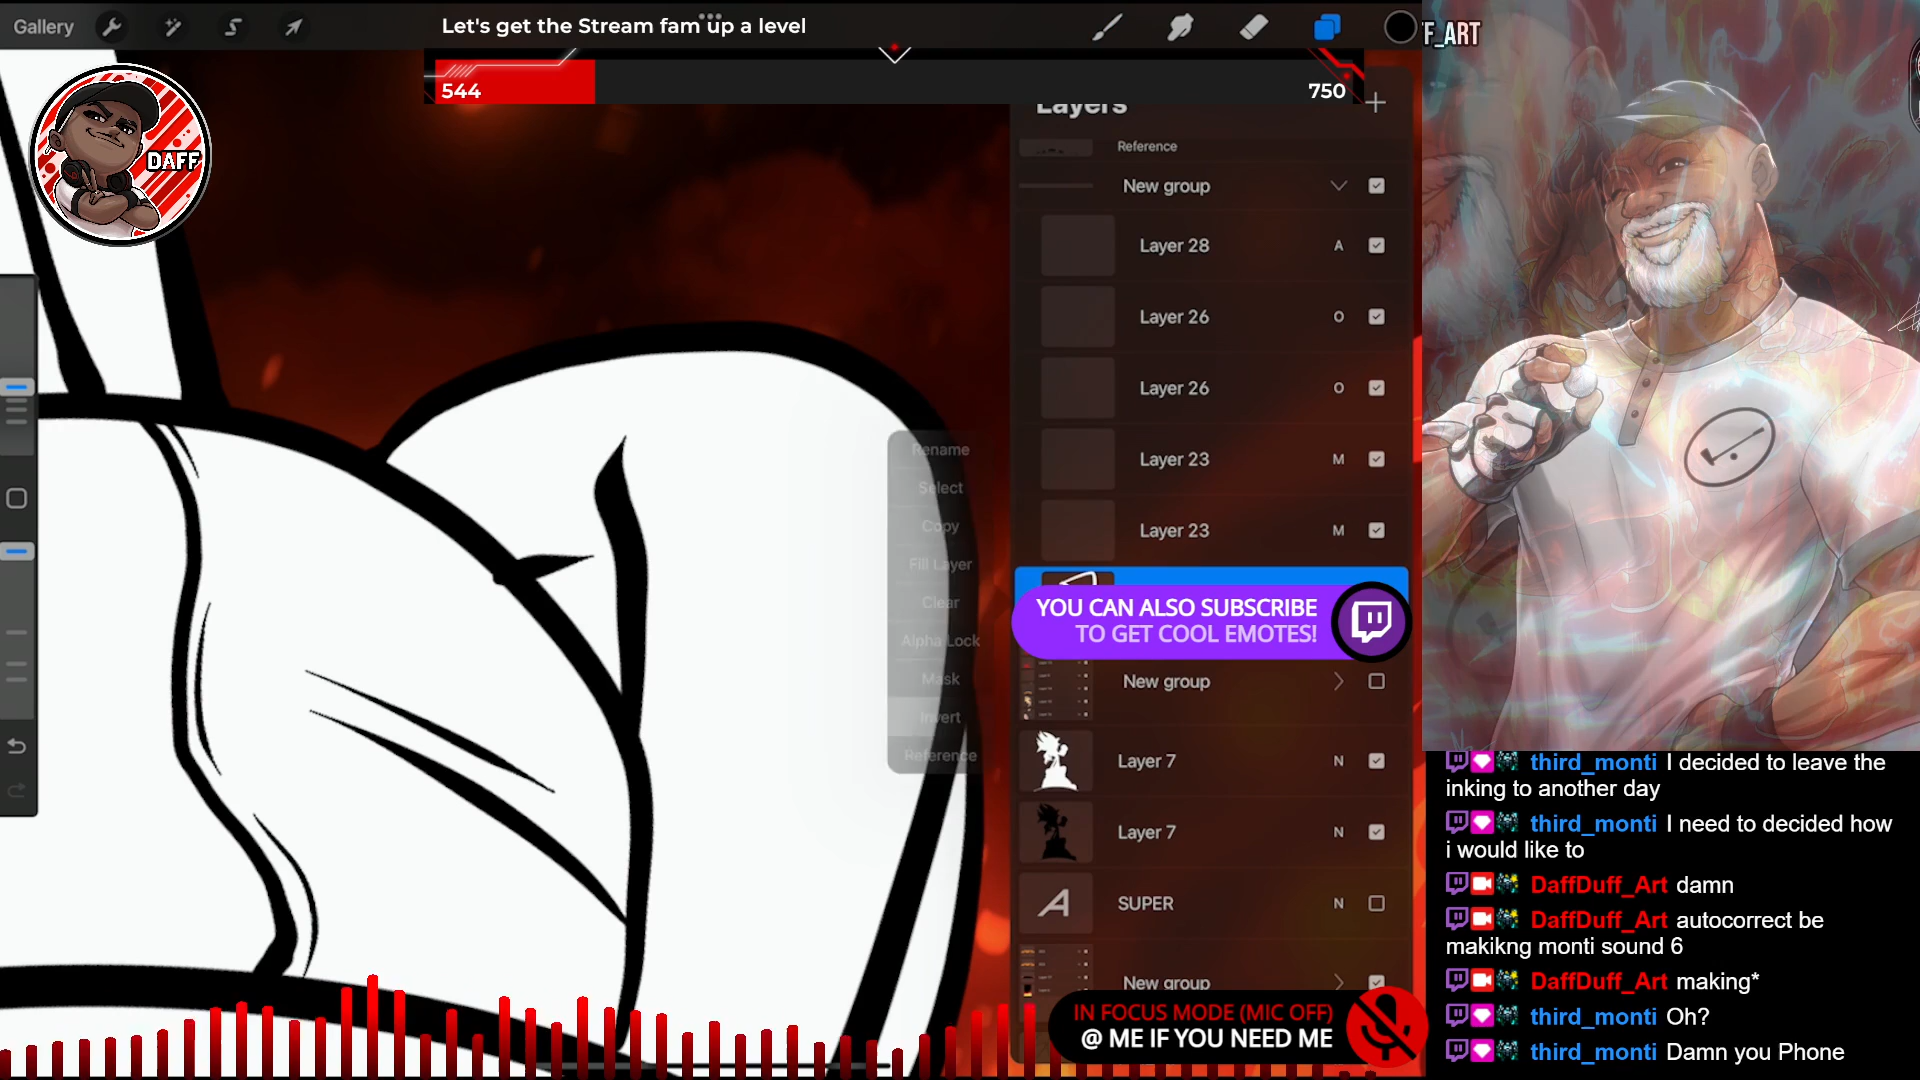 Gallery
Let's get the Stream fam up a level
544
750
F_ART
DAFF
Layers
Reference
New group
Layer 28
A
Layer 26
O
Layer 26
O
Layer 23
M
Layer 23
M
Rename
Select
Copy
Fill Layer
Clear
Alpha Lock
Mask
Invert
Reference
YOU CAN ALSO SUBSCRIBE
TO GET COOL EMOTES!
New group
Layer 7
N
Layer 7
N
SUPER
N
New group
IN FOCUS MODE (MIC OFF)
@ ME IF YOU NEED ME
third_monti I decided to leave the
inking to another day
third_monti I need to decided how
i would like to
DaffDuff_Art damn
DaffDuff_Art autocorrect be
makikng monti sound 6
DaffDuff_Art making*
third_monti Oh?
third_monti Damn you Phone